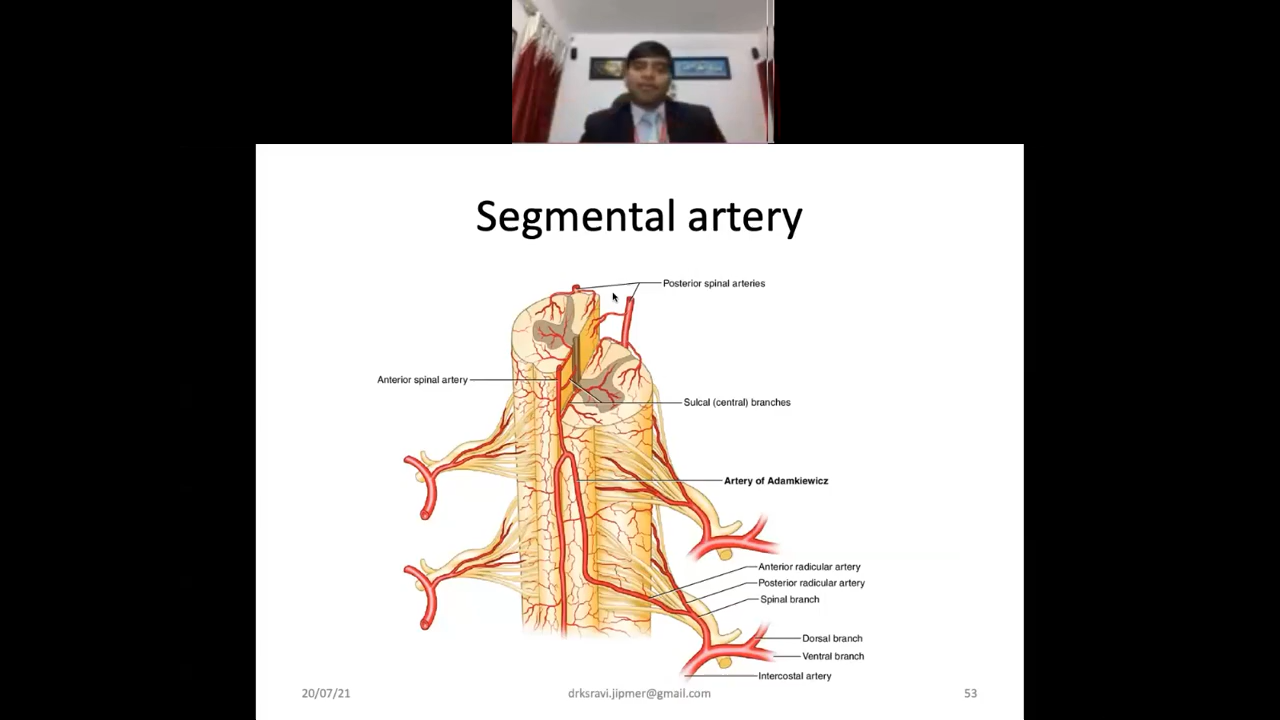 Segmental artery
Posterior spinal arteries
Anterior spinal artery
Sulcal (central) branches
Artery of Adamkiewicz
Anterior radicular artery
Posterior radicular artery
Spinal branch
Dorsal branch
Ventral branch
Intercostal artery
20/07/21
drksravi.jipmer@gmail.com
53